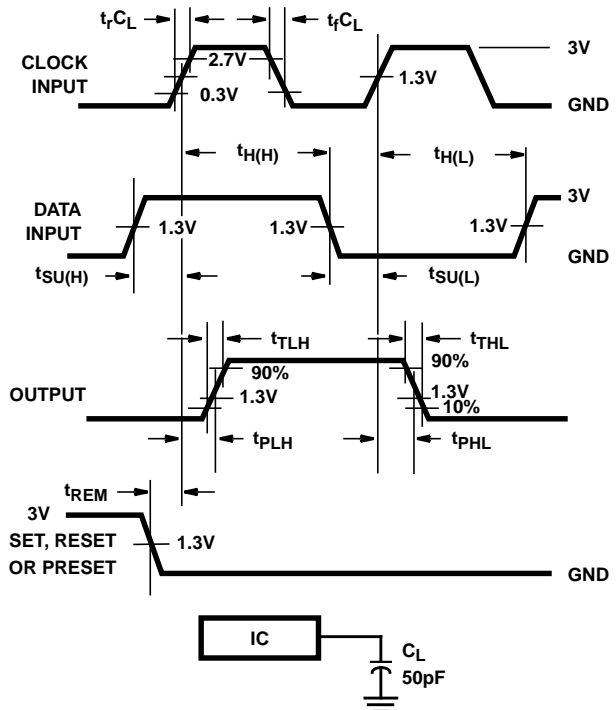 t_rC_L
t_fC_L
CLOCK
INPUT
2.7V
0.3V
1.3V
3V
GND
t_H(H)
t_H(L)
DATA
INPUT
1.3V
1.3V
1.3V
3V
GND
t_SU(H)
t_SU(L)
t_TLH
t_THL
OUTPUT
90%
1.3V
90%
1.3V
10%
t_PLH
t_PHL
t_REM
3V
SET, RESET
OR PRESET
1.3V
GND
IC
C_L
50pF